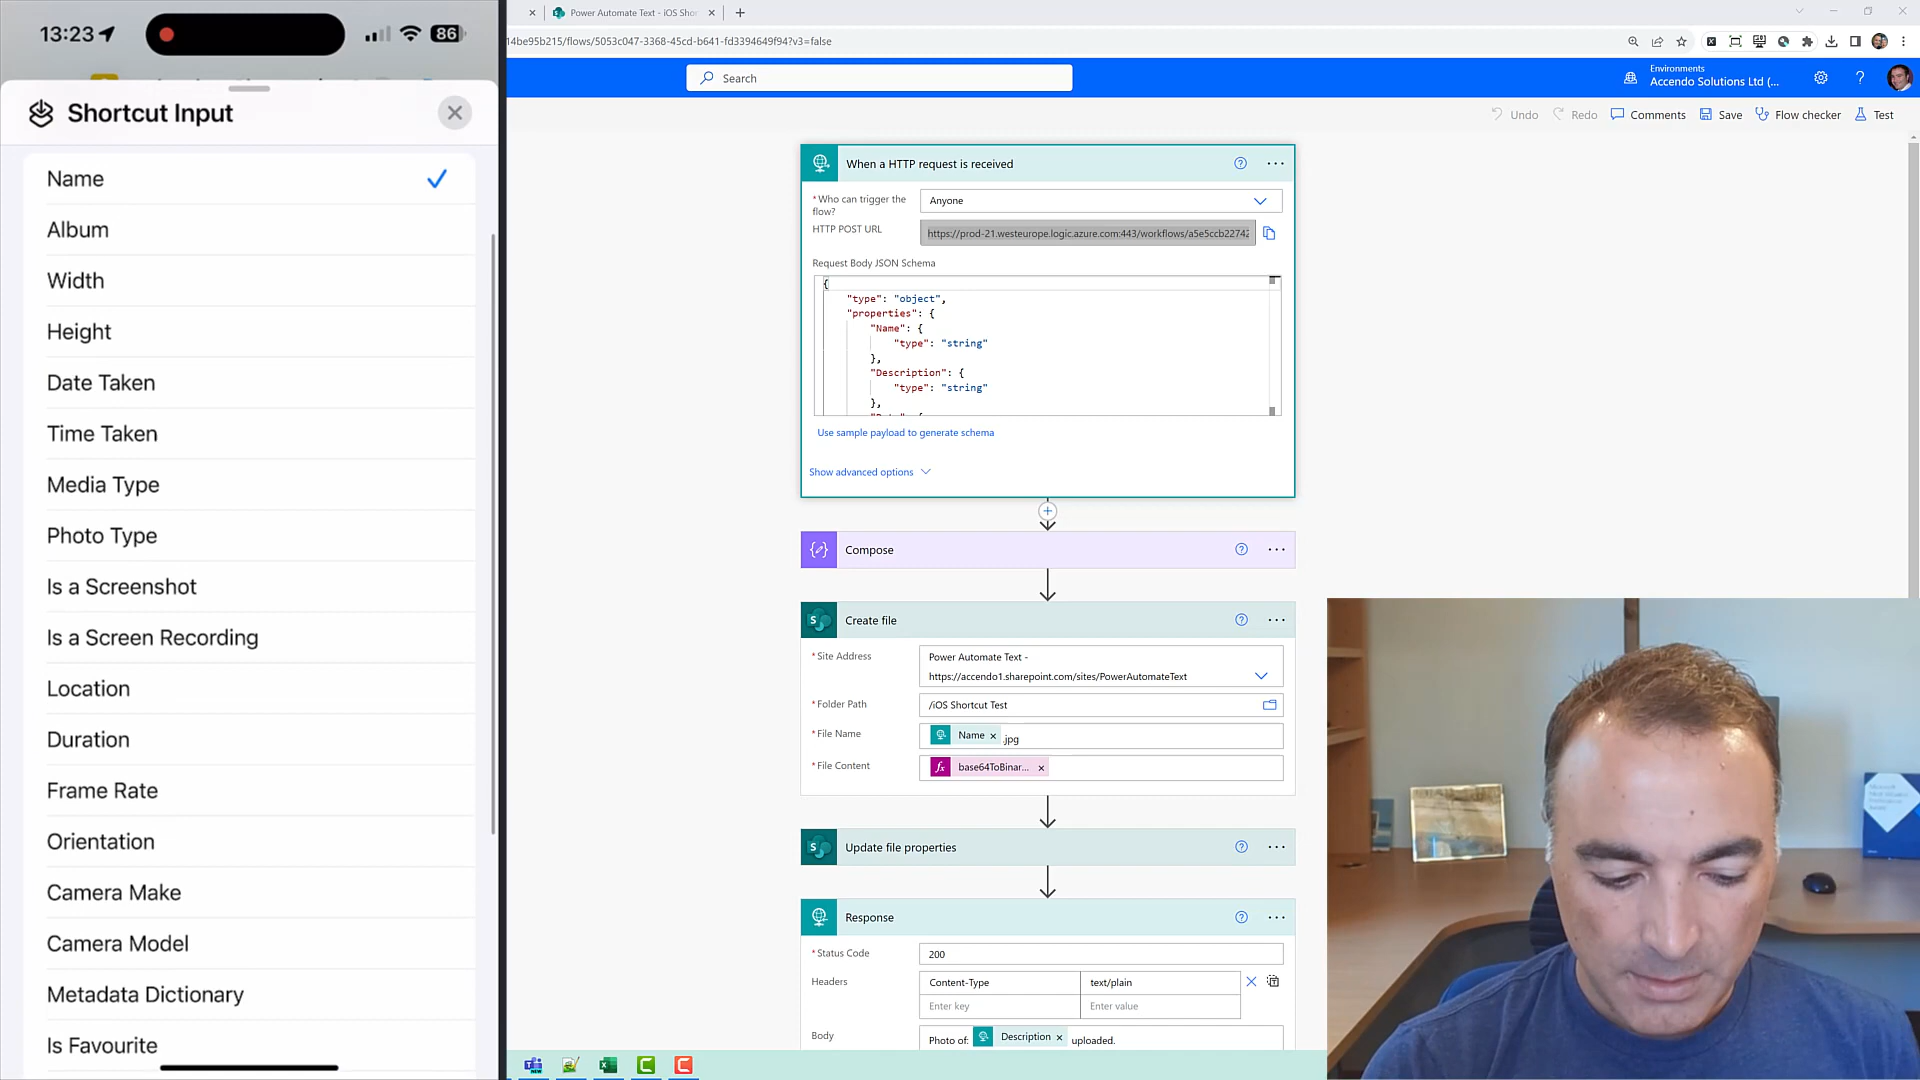 13:23
86
Shortcut Input
Name
Album
Width
Height
Date Taken
Time Taken
Media Type
Photo Type
Is a Screenshot
Is a Screen Recording
Location
Duration
Frame Rate
Orientation
Camera Make
Camera Model
Metadata Dictionary
Is Favourite
Power Automate Text - iOS Shor
14be95b215/flows/5053c047-3368-45cd-b641-fd3394649f94?v3=false
Search
Environments
Accendo Solutions Ltd (...
Undo
Redo
Comments
Save
Flow checker
Test
When a HTTP request is received
* Who can trigger the
flow?
Anyone
HTTP POST URL
https://prod-21.westeurope.logic.azure.com:443/workflows/a5e5ccb22742
Request Body JSON Schema
{
"type": "object",
"properties": {
"Name": {
"type": "string"
},
"Description": {
"type": "string"
},
Use sample payload to generate schema
Show advanced options
Compose
Create file
* Site Address
Power Automate Text -
https://accendo1.sharepoint.com/sites/PowerAutomateText
* Folder Path
/iOS Shortcut Test
* File Name
Name × .jpg
* File Content
fx base64ToBinar... ×
Update file properties
Response
* Status Code
200
Headers
Content-Type
text/plain
Enter key
Enter value
Body
Photo of: Description × uploaded.